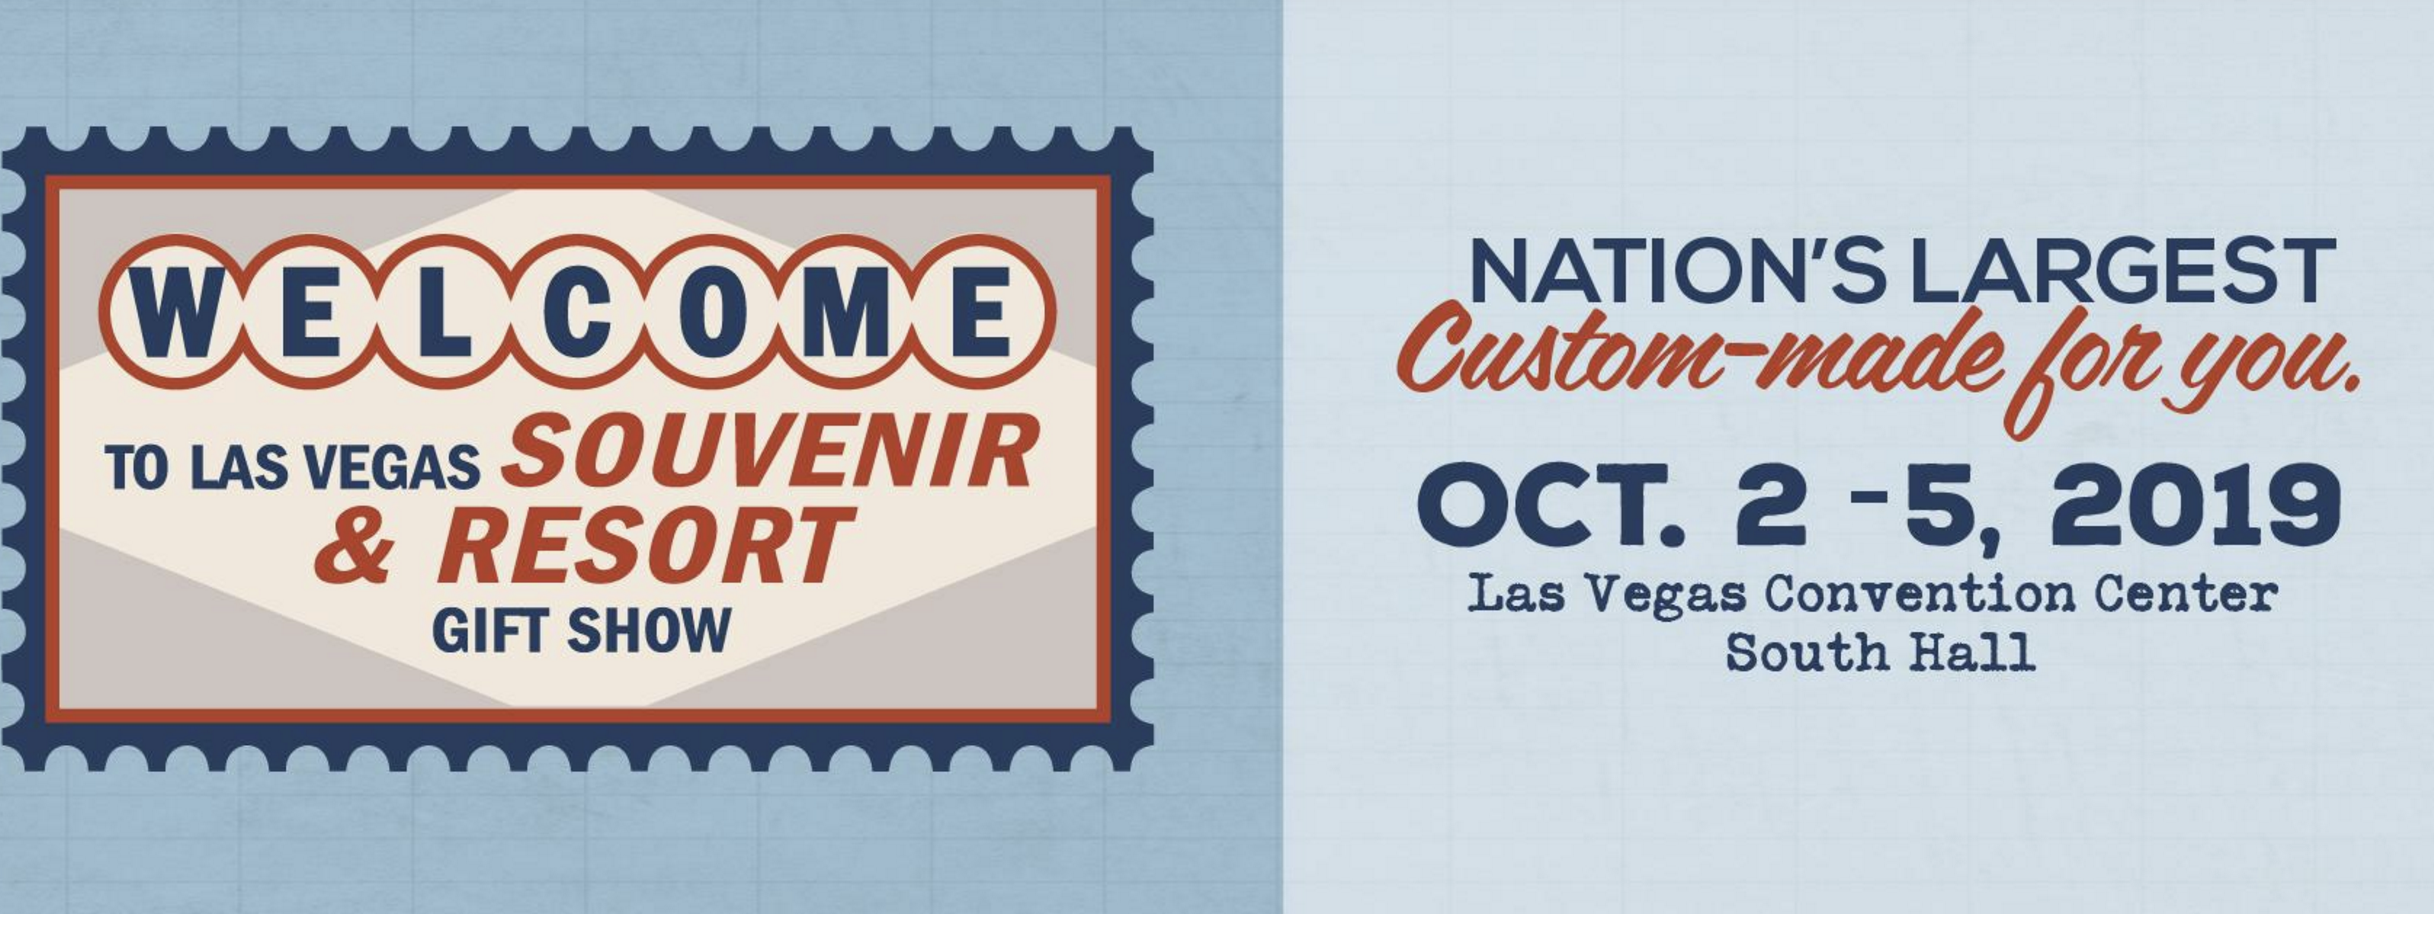 WELCOME
TO LAS VEGAS SOUVENIR
& RESORT
GIFT SHOW
NATION'S LARGEST
Custom-made for you.
OCT. 2 -5, 2019
Las Vegas Convention Center
South Hall